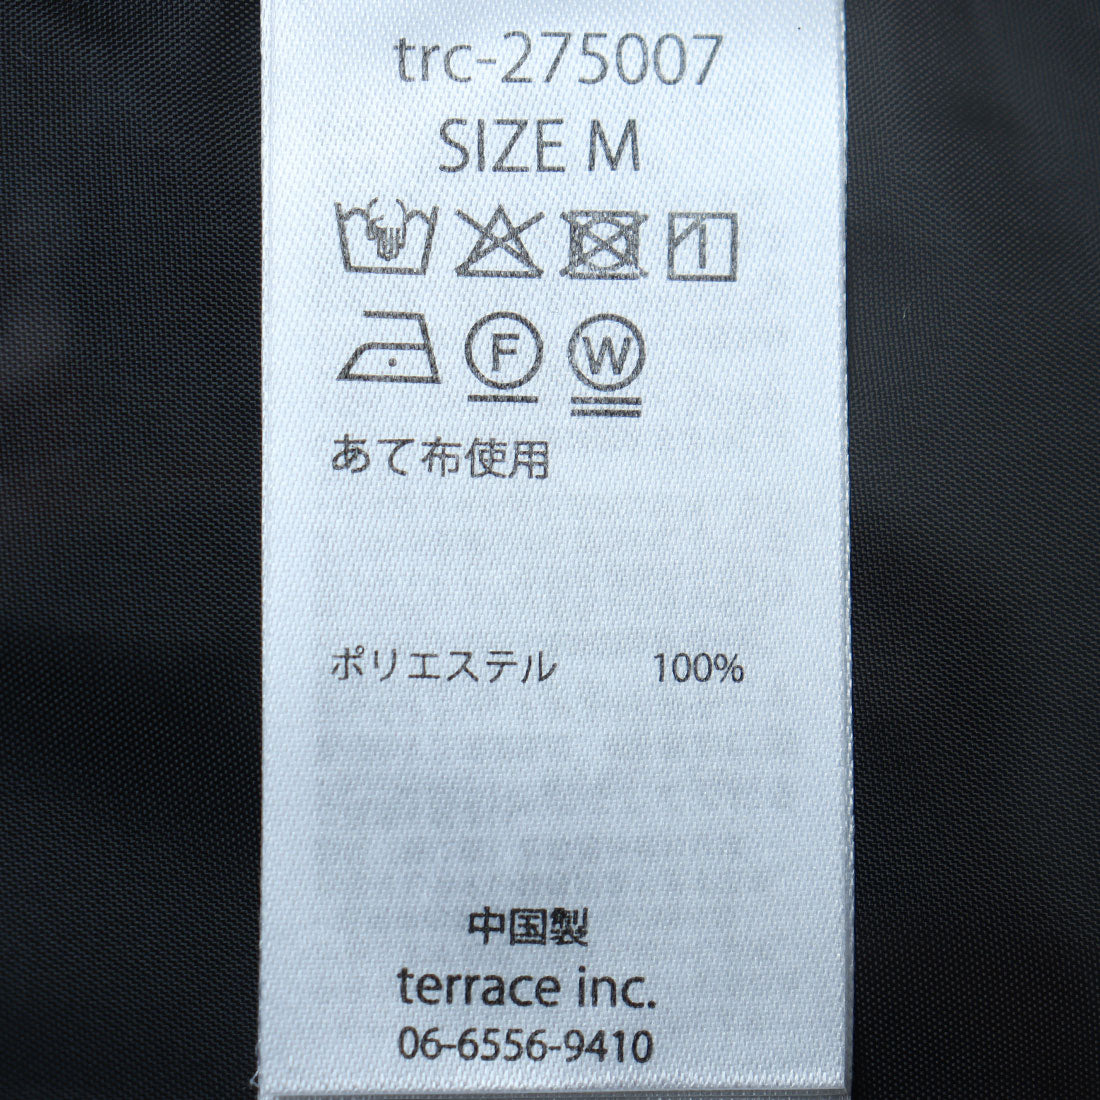 trc-275007
SIZE M
F W
あて布使用
ポリエステル 100%
中国製
terrace inc.
06-6556-9410